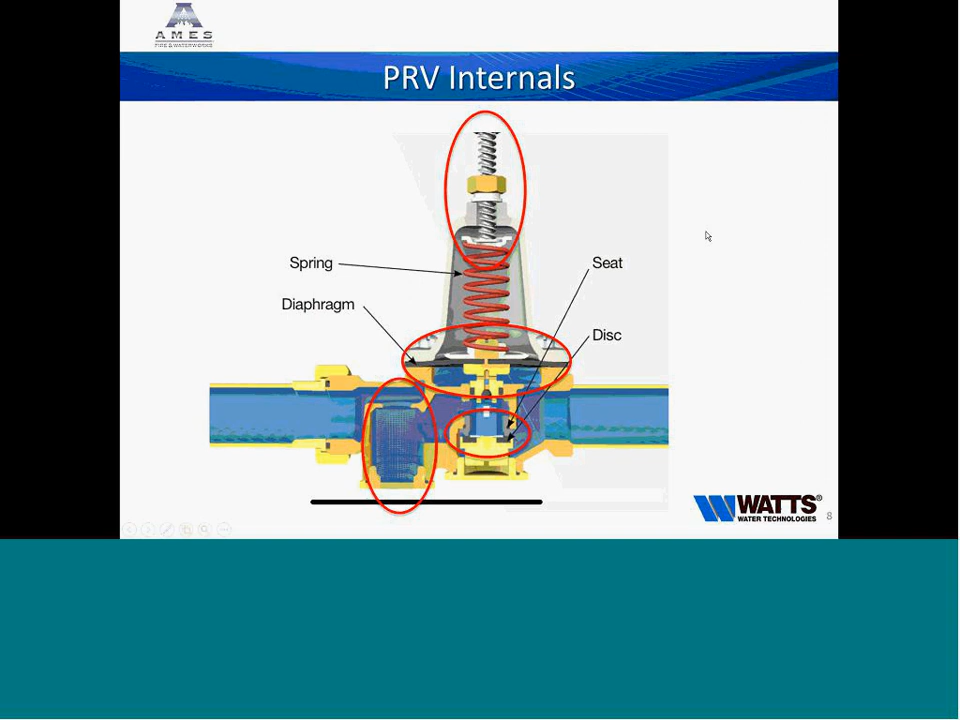 AMES
FIRE & WATERWORKS
PRV Internals
Spring
Seat
Diaphragm
Disc
WATTS®
WATER TECHNOLOGIES
8